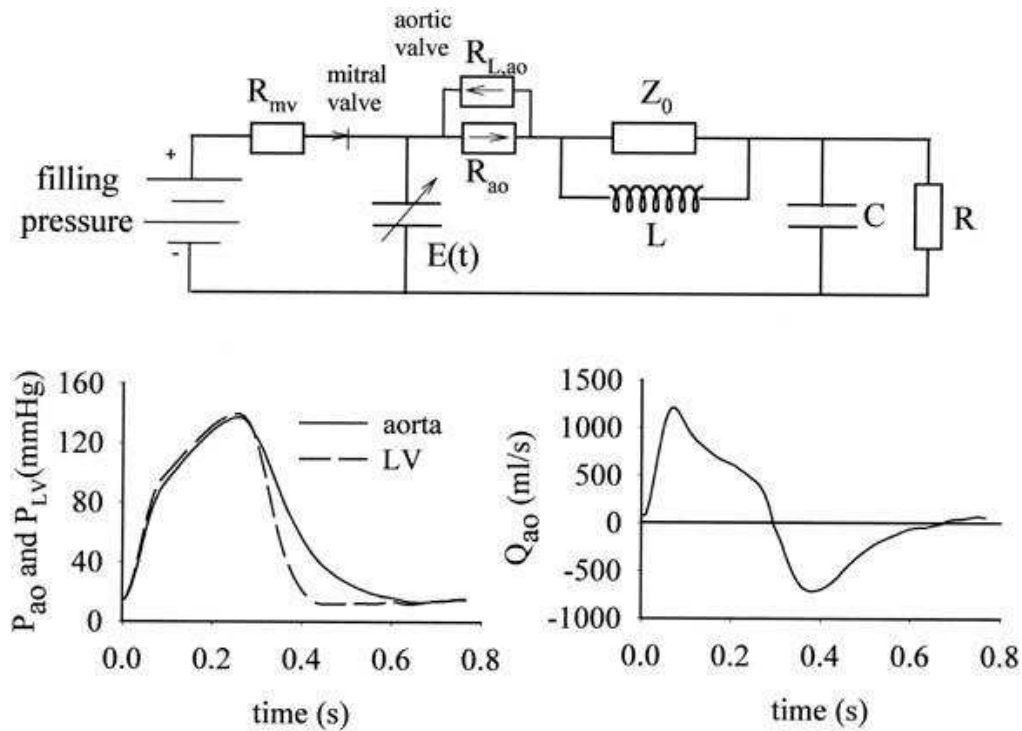 aortic
valve
R_L,ao
mitral
valve
R_mv
Z_0
+
filling
pressure
-
R_ao
E(t)
L
C
R
P_ao and P_LV(mmHg)
160
120
80
40
0
aorta
LV
0.0 0.2 0.4 0.6 0.8
time (s)
Q_ao (ml/s)
1500
1000
500
0
-500
-1000
0.0 0.2 0.4 0.6 0.8
time (s)